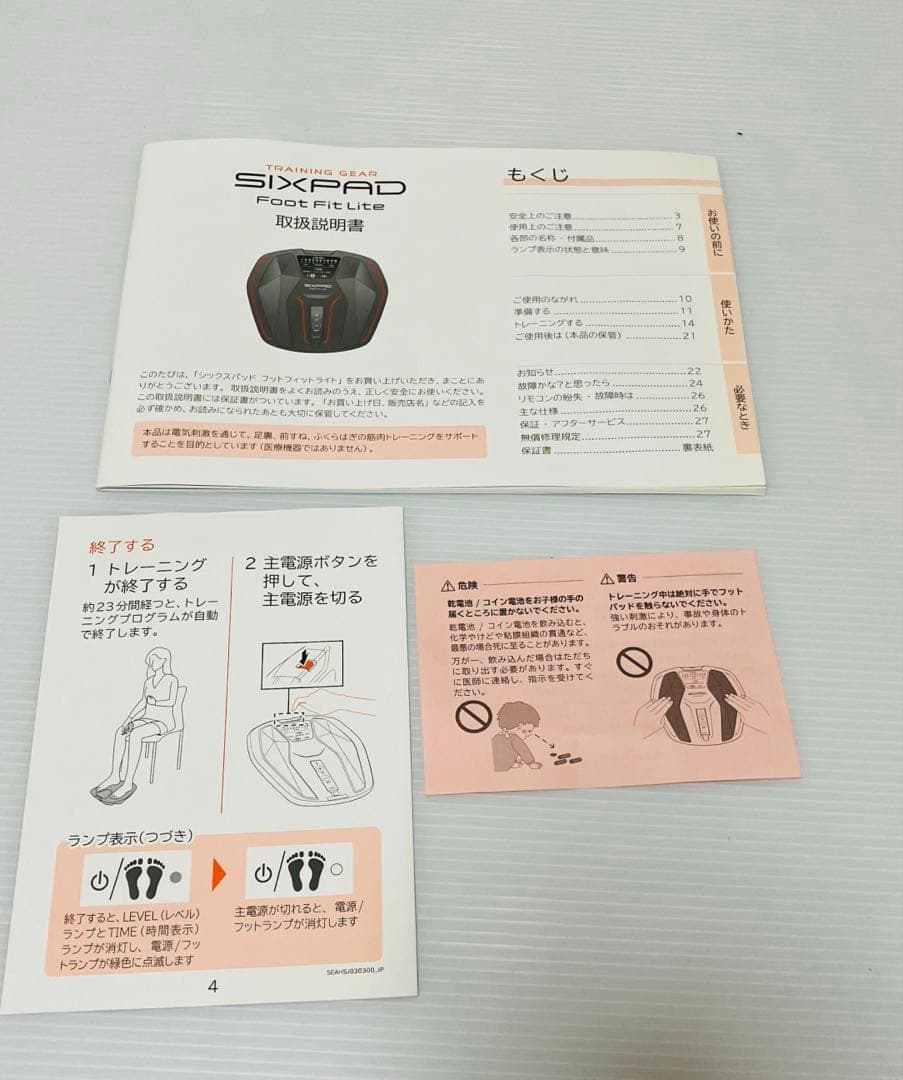 TRAINING GEAR
SIXPAD
Foot Fit Lite
取扱説明書
SIXPAD
このたびは、「シックスパッド フットフィットライト」をお買い上げいただき、まことにあ
りがとうございます。取扱説明書をよくお読みのうえ、正しく安全にお使いください。
この取扱説明書には保証書がついています。「お買い上げ日、販売店名」などの記入を
必ず確かめ、お読みになられたあとも大切に保管してください。
本品は電気刺激を通じて、足裏、前すね、ふくらはぎの筋肉トレーニングをサポート
することを目的としています(医療機器ではありません)。
もくじ
安全上のご注意 3
使用上のご注意 7
各部の名称・付属品 8
ランプ表示の状態と意味 9
お使いの前に
ご使用のながれ 10
準備する 11
トレーニングする 14
ご使用後は(本品の保管) 21
使いかた
お知らせ 22
故障かな?と思ったら 24
リモコンの紛失・故障時は 26
主な仕様 26
保証・アフターサービス 27
無償修理規定 27
保証書 裏表紙
必要なとき
終了する
1 トレーニング
が終了する
約23分間経つと、トレー
ニングプログラムが自動
で終了します。
2 主電源ボタンを
押して、
主電源を切る
ランプ表示(つづき)
終了すると、LEVEL(レベル)
ランプとTIME(時間表示)
ランプが消灯し、電源/フッ
トランプが緑色に点滅します
主電源が切れると、電源/
フットランプが消灯します
SEAHSJ030300_JP
4
危険
乾電池 / コイン電池をお子様の手の
届くところに置かないでください。
乾電池 / コイン電池を飲み込むと、
化学やけどや粘膜組織の貫通など、
最悪の場合死に至ることがあります。
万が一、飲み込んだ場合はただち
に取り出す必要があります。すぐ
に医師に連絡し、指示を受けてく
ださい。
警告
トレーニング中は絶対に手でフット
パッドを触らないでください。
強い刺激により、事故や身体のト
ラブルのおそれがあります。